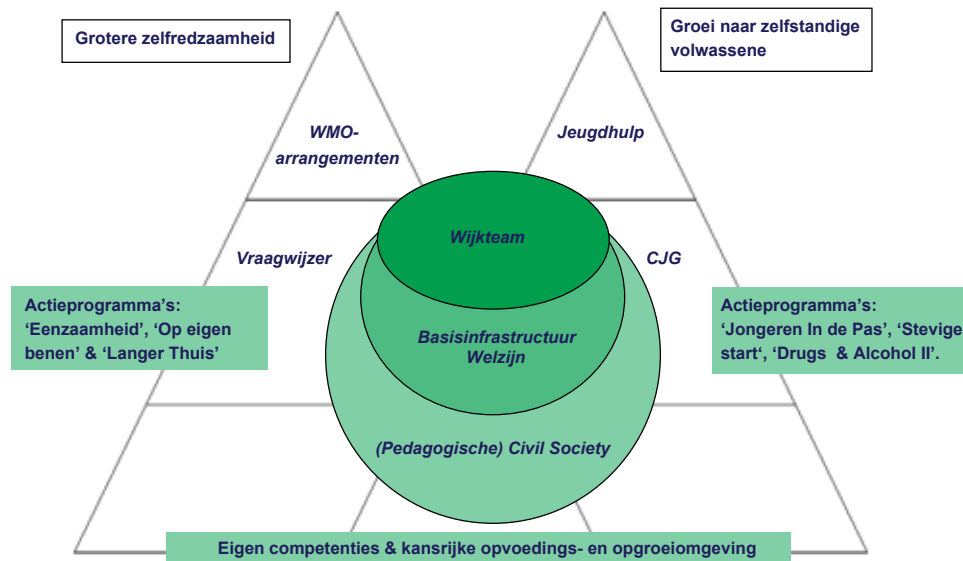 Grotere zelfredzaamheid
Groei naar zelfstandige
volwassene
WMO-
arrangementen
Jeugdhulp
Wijkteam
Vraagwijzer
CJG
Actieprogramma’s:
‘Eenzaamheid’, ‘Op eigen
benen’ & ‘Langer Thuis’
Actieprogramma’s:
‘Jongeren In de Pas’, ‘Stevige
start‘, ‘Drugs & Alcohol II’.
Basisinfrastructuur
Welzijn
(Pedagogische) Civil Society
Eigen competenties & kansrijke opvoedings- en opgroeiomgeving